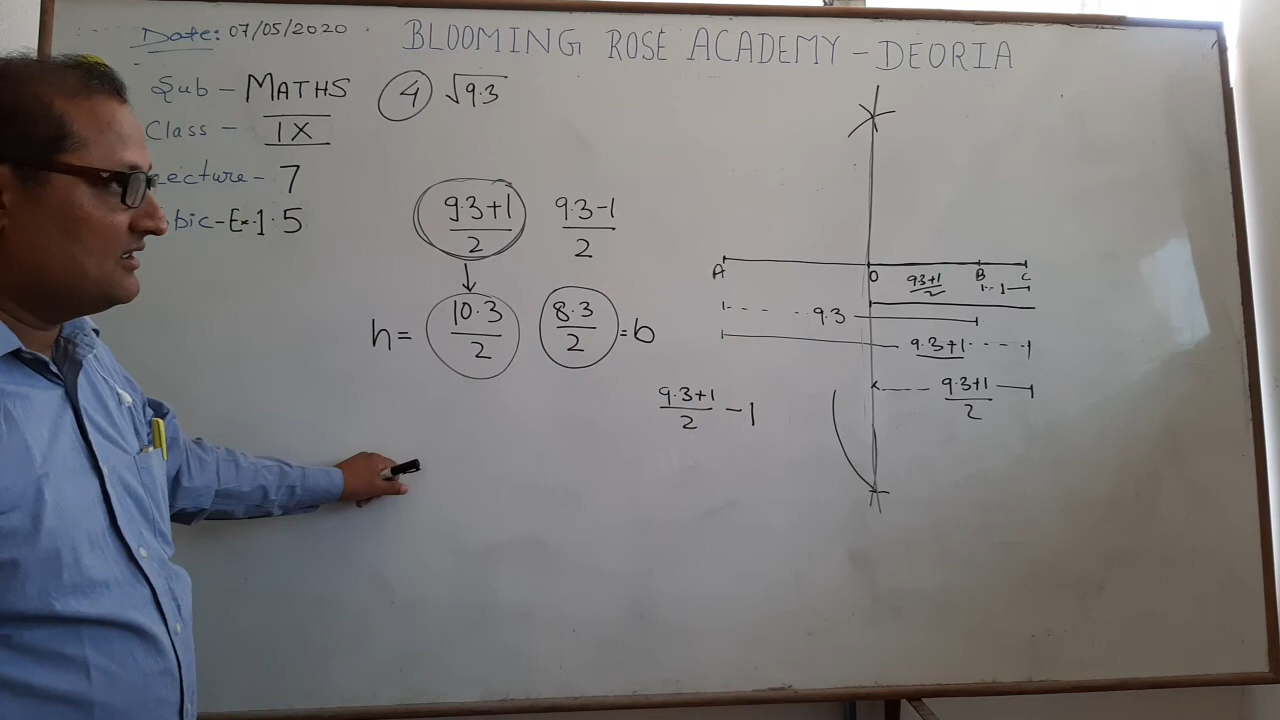 Date: 07/05/2020
BLOOMING ROSE ACADEMY - DEORIA
Sub - MATHS
④ √9.3
Class - IX
ecture - 7
bic - Ex-1.5
9.3+1/2 9.3-1/2
h = 10.3/2 8.3/2 = b
9.3+1/2 - 1
A O B C
9.3+1/2 1
9.3
9.3+1
9.3+1/2